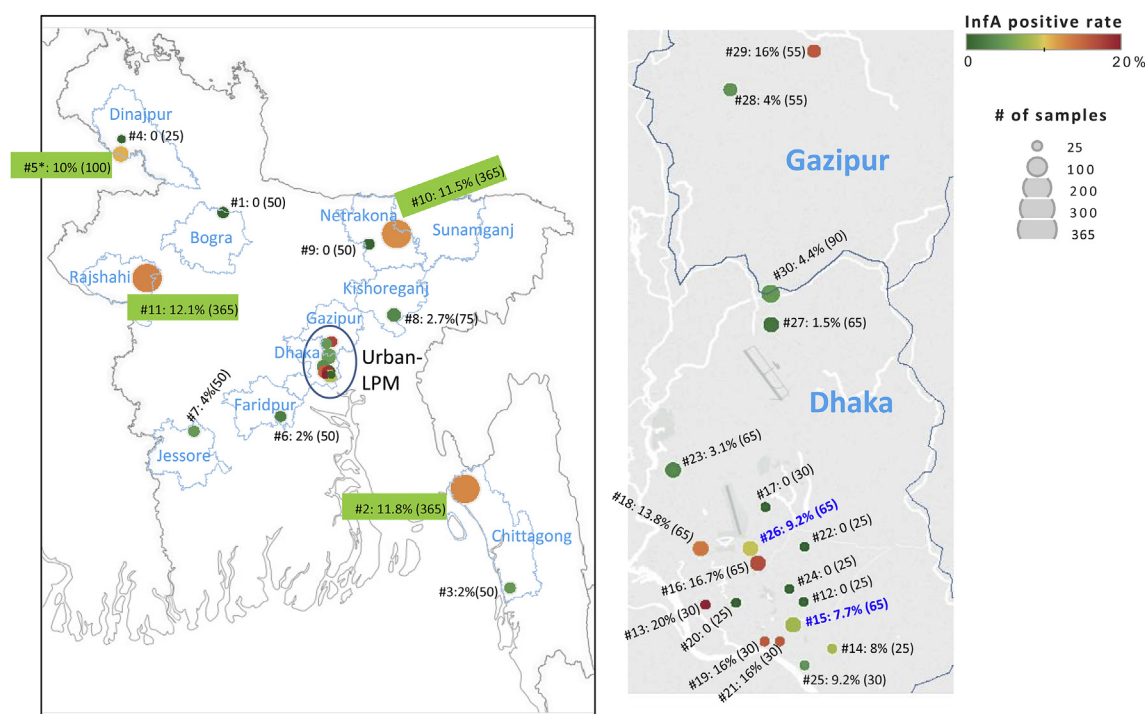 Dinajpur
#4: 0 (25)
#5*: 10% (100)
#1: 0 (50)
Bogra
#10: 11.5% (365)
Netrakona
Sunamganj
#9: 0 (50)
Rajshahi
#11: 12.1% (365)
Kishoreganj
#8: 2.7%(75)
Gazipur
Dhaka
Urban-
LPM
#7: 4%(50)
Faridpur
#6: 2% (50)
Jessore
#2: 11.8% (365)
Chittagong
#3:2%(50)
#29: 16% (55)
#28: 4% (55)
Gazipur
#30: 4.4% (90)
#27: 1.5% (65)
Dhaka
#23: 3.1% (65)
#17: 0 (30)
#18: 13.8% (65)
#26: 9.2% (65)
#22: 0 (25)
#16: 16.7% (65)
#24: 0 (25)
#12: 0 (25)
#13: 20% (30)
#20: 0 (25)
#15: 7.7% (65)
#19: 16% (30)
#21: 16% (30)
#14: 8% (25)
#25: 9.2% (30)
InfA positive rate
0 20%
# of samples
25
100
200
300
365